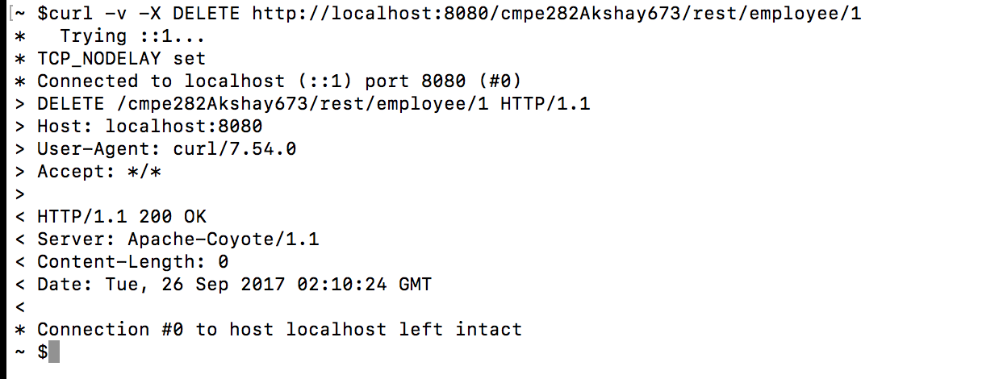 [~ $curl -v -X DELETE http://localhost:8080/cmpe282Akshay673/rest/employee/1
*   Trying ::1...
* TCP_NODELAY set
* Connected to localhost (::1) port 8080 (#0)
> DELETE /cmpe282Akshay673/rest/employee/1 HTTP/1.1
> Host: localhost:8080
> User-Agent: curl/7.54.0
> Accept: */*
>
< HTTP/1.1 200 OK
< Server: Apache-Coyote/1.1
< Content-Length: 0
< Date: Tue, 26 Sep 2017 02:10:24 GMT
<
* Connection #0 to host localhost left intact
~ $